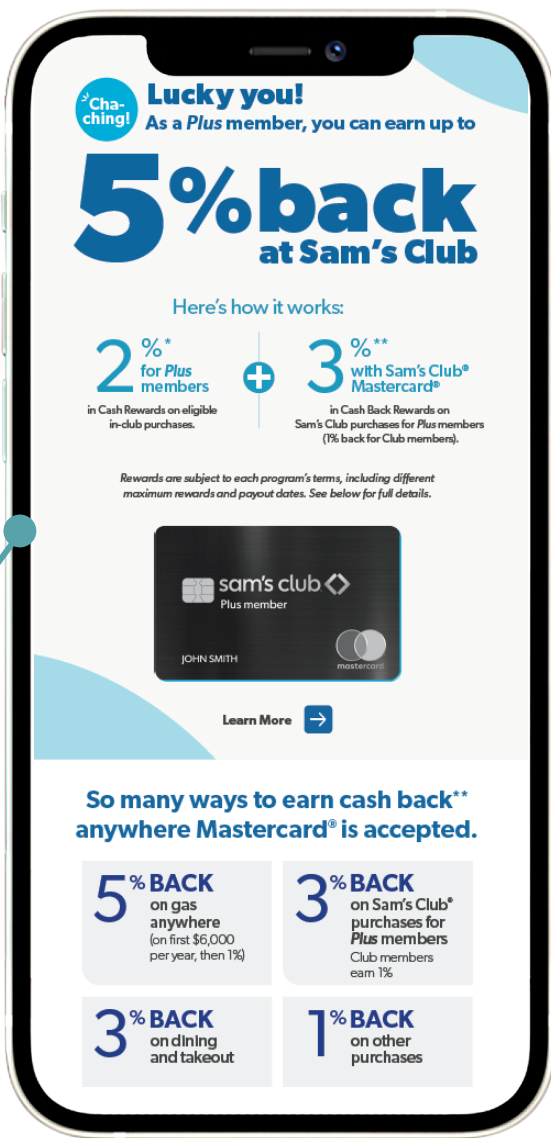 Cha-
ching!
Lucky you!
As a Plus member, you can earn up to
5% back
at Sam's Club
Here's how it works:
2%*
for Plus
members
in Cash Rewards on eligible
in-club purchases.
+
3%**
with Sam's Club®
Mastercard®
in Cash Back Rewards on
Sam's Club purchases for Plus members
(1% back for Club members).
Rewards are subject to each program's terms, including different
maximum rewards and payout dates. See below for full details.
sam's club
Plus member
JOHN SMITH
mastercard
Learn More
So many ways to earn cash back**
anywhere Mastercard® is accepted.
5% BACK
on gas
anywhere
(on first $6,000
per year, then 1%)
3% BACK
on Sam's Club®
purchases for
Plus members
Club members
earn 1%
3% BACK
on dining
and takeout
1% BACK
on other
purchases